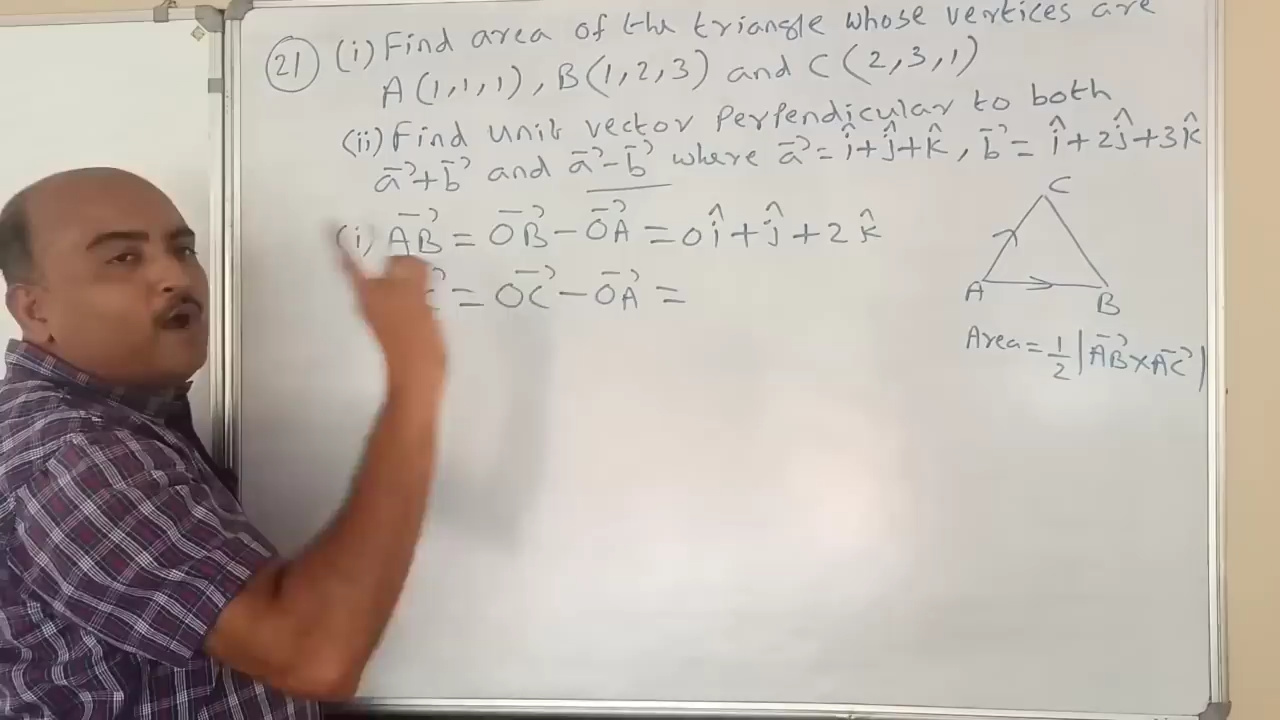 (21) (i) Find area of the triangle whose vertices are
A(1,1,1), B(1,2,3) and C(2,3,1)
(ii) Find unit vector perpendicular to both
a⃗+b⃗ and a⃗-b⃗ where a⃗=î+ĵ+k̂, b⃗=î+2ĵ+3k̂
(i) AB⃗ = OB⃗ - OA⃗ = 0î+ĵ+2k̂
= OC⃗ - OA⃗ =
C
A
B
Area = 1/2 |AB⃗ × AC⃗|